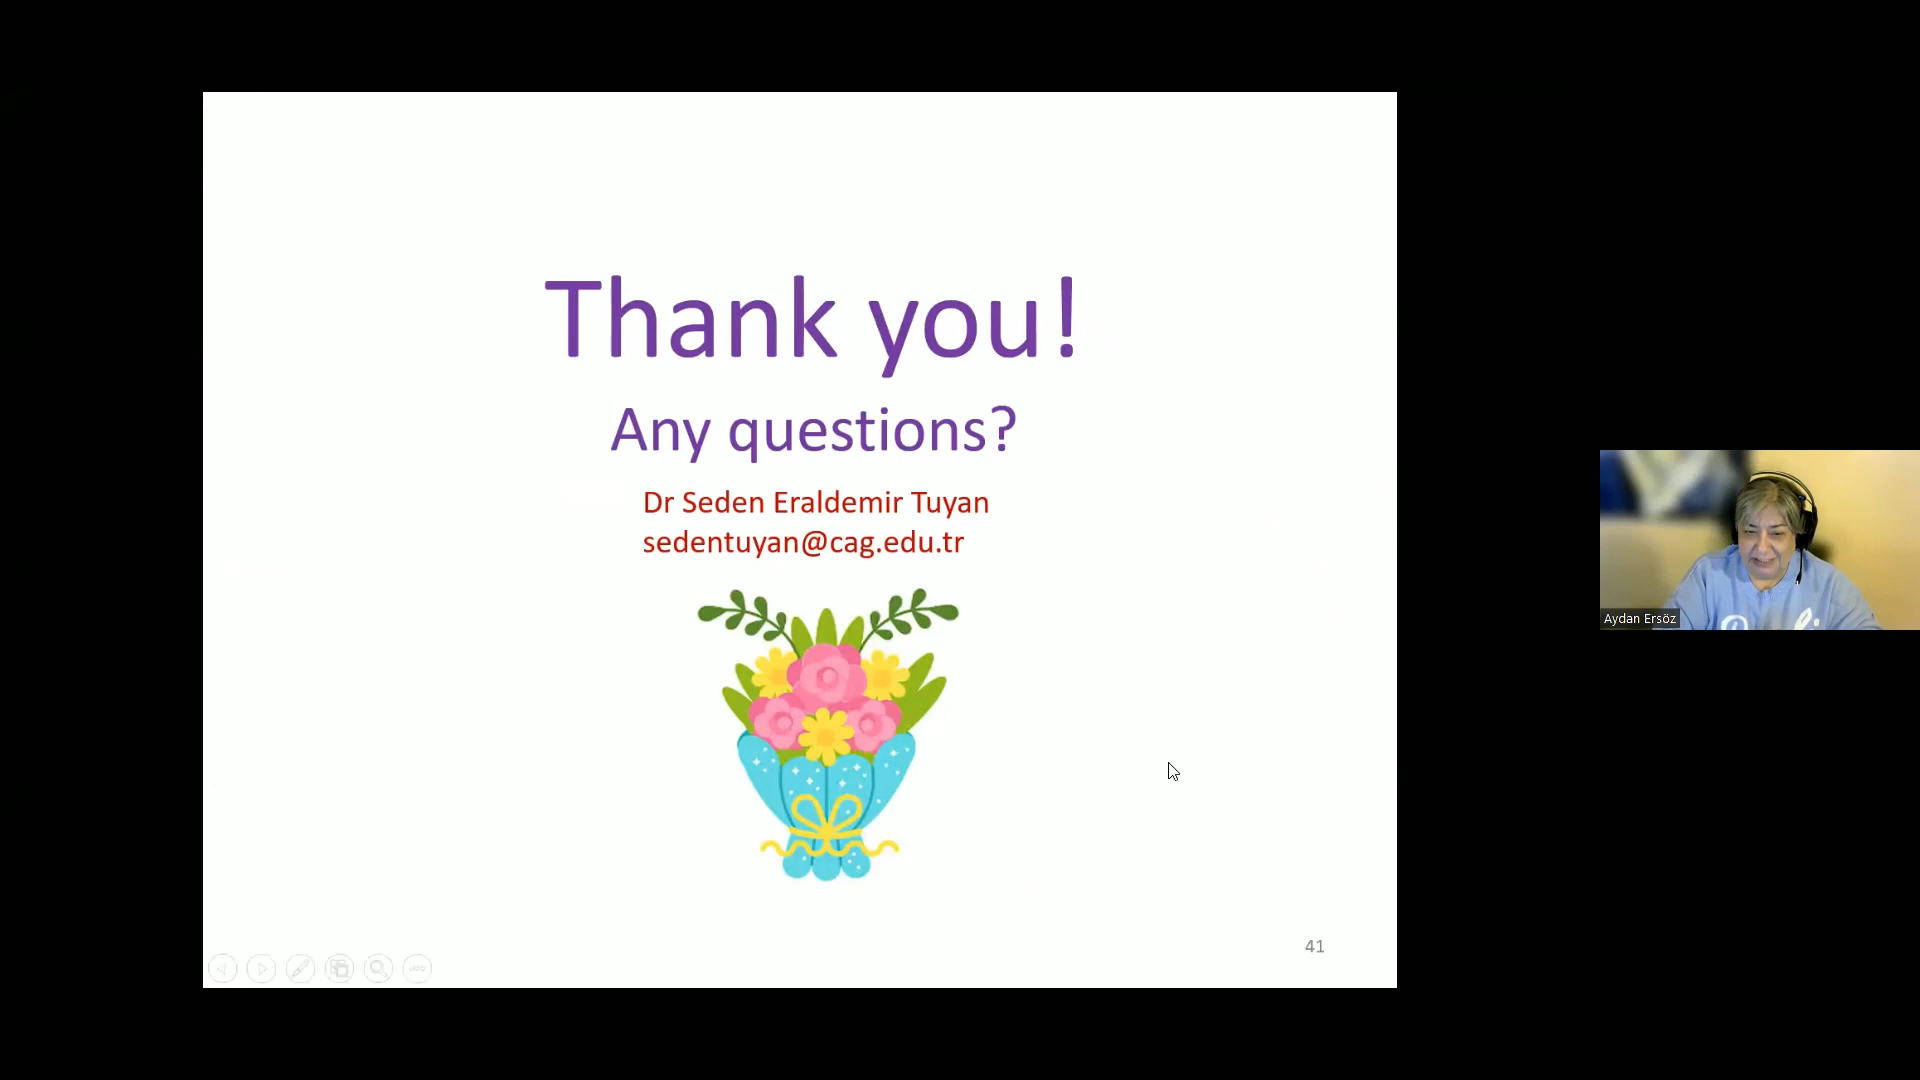 Thank you!
Any questions?
Dr Seden Eraldemir Tuyan
sedentuyan@cag.edu.tr
Aydan Ersöz
41